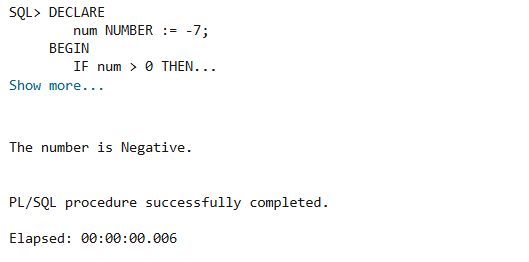 SQL> DECLARE
        num NUMBER := -7;
     BEGIN
        IF num > 0 THEN...
Show more...
The number is Negative.
PL/SQL procedure successfully completed.
Elapsed: 00:00:00.006